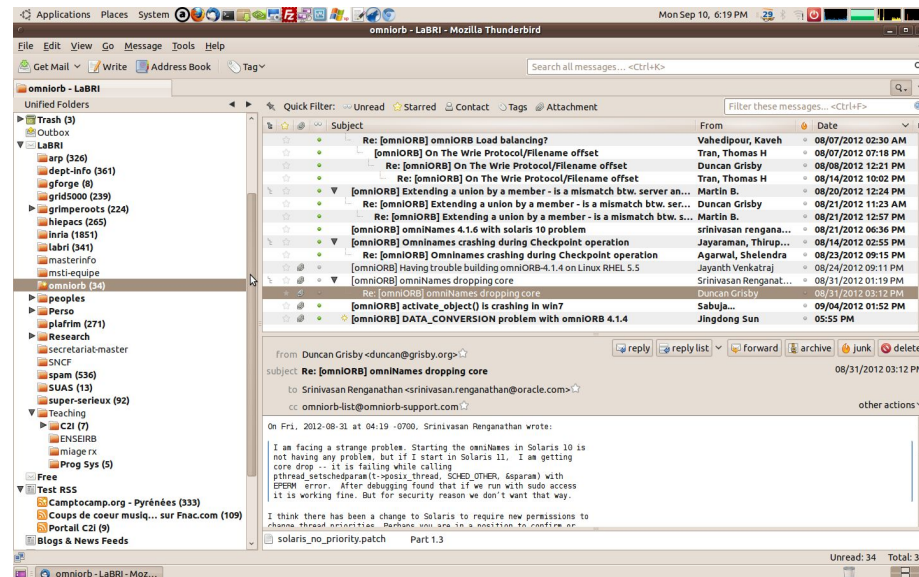 Applications Places System Mon Sep 10, 6:19 PM 29
omniorb - LaBRI - Mozilla Thunderbird
File Edit View Go Message Tools Help
Get Mail Write Address Book Tag Search all messages... <Ctrl+K>
omniorb - LaBRI
Unified Folders
Trash (3)
Outbox
LaBRI
arp (326)
dept-info (361)
gforge (8)
grid5000 (239)
grimperoots (224)
hiepacs (265)
inria (1851)
labri (341)
masterinfo
msti-equipe
omniorb (34)
peoples
Perso
plafrim (271)
Research
secretariat-master
SNCF
spam (536)
SUAS (13)
super-serieux (92)
Teaching
C2I (7)
ENSEIRB
miage rx
Prog Sys (5)
Free
Test RSS
Camptocamp.org - Pyrénées (333)
Coups de coeur musiq... sur Fnac.com (109)
Portail C2i (9)
Blogs & News Feeds
Quick Filter: Unread Starred Contact Tags Attachment Filter these messages... <Ctrl+F>
Subject From Date
Re: [omniORB] omniORB Load balancing? Vahedipour, Kaveh 08/07/2012 02:30 AM
[omniORB] On The Wrie Protocol/Filename offset Tran, Thomas H 08/07/2012 07:18 PM
Re: [omniORB] On The Wrie Protocol/Filename offset Duncan Grisby 08/08/2012 12:21 PM
Re: [omniORB] On The Wrie Protocol/Filename offset Tran, Thomas H 08/14/2012 10:02 PM
[omniORB] Extending a union by a member - is a mismatch btw. server an... Martin B. 08/20/2012 12:24 PM
Re: [omniORB] Extending a union by a member - is a mismatch btw. ser... Duncan Grisby 08/21/2012 11:23 AM
Re: [omniORB] Extending a union by a member - is a mismatch btw. s... Martin B. 08/21/2012 12:57 PM
[omniORB] omniNames 4.1.6 with solaris 10 problem srinivasan rengana... 08/21/2012 06:36 PM
[omniORB] Omninames crashing during Checkpoint operation Jayaraman, Thirup... 08/14/2012 02:55 PM
Re: [omniORB] Omninames crashing during Checkpoint operation Agarwal, Shelendra 08/23/2012 09:15 PM
[omniORB] Having trouble building omniORB-4.1.4 on Linux RHEL 5.5 Jayanth Venkatraj 08/24/2012 09:11 PM
[omniORB] omniNames dropping core Srinivasan Renganat... 08/31/2012 01:19 PM
Re: [omniORB] omniNames dropping core Duncan Grisby 08/31/2012 03:12 PM
[omniORB] activate_object() is crashing in win7 Sabuja... 09/04/2012 01:52 PM
[omniORB] DATA_CONVERSION problem with omniORB 4.1.4 Jingdong Sun 05:55 PM
reply reply list forward archive junk delete
from Duncan Grisby <duncan@grisby.org>
subject Re: [omniORB] omniNames dropping core 08/31/2012 03:12 PM
to Srinivasan Renganathan <srinivasan.renganathan@oracle.com>
cc omniorb-list@omniorb-support.com other actions
On Fri, 2012-08-31 at 04:19 -0700, Srinivasan Renganathan wrote:
I am facing a strange problem. Starting the omniNames in Solaris 10 is
not having any problem, but if I start in Solaris 11, I am getting
core drop -- it is failing while calling
pthread_setschedparam(t->posix_thread, SCHED_OTHER, &sparam) with
EPERM error. After debugging found that if we run with sudo access
it is working fine. But for security reason we don't want that way.
I think there has been a change to Solaris to require new permissions to
change thread priorities. Perhaps you are in a position to confirm or
solaris_no_priority.patch Part 1.3
Unread: 34 Total: 3
omniorb - LaBRI - Moz...